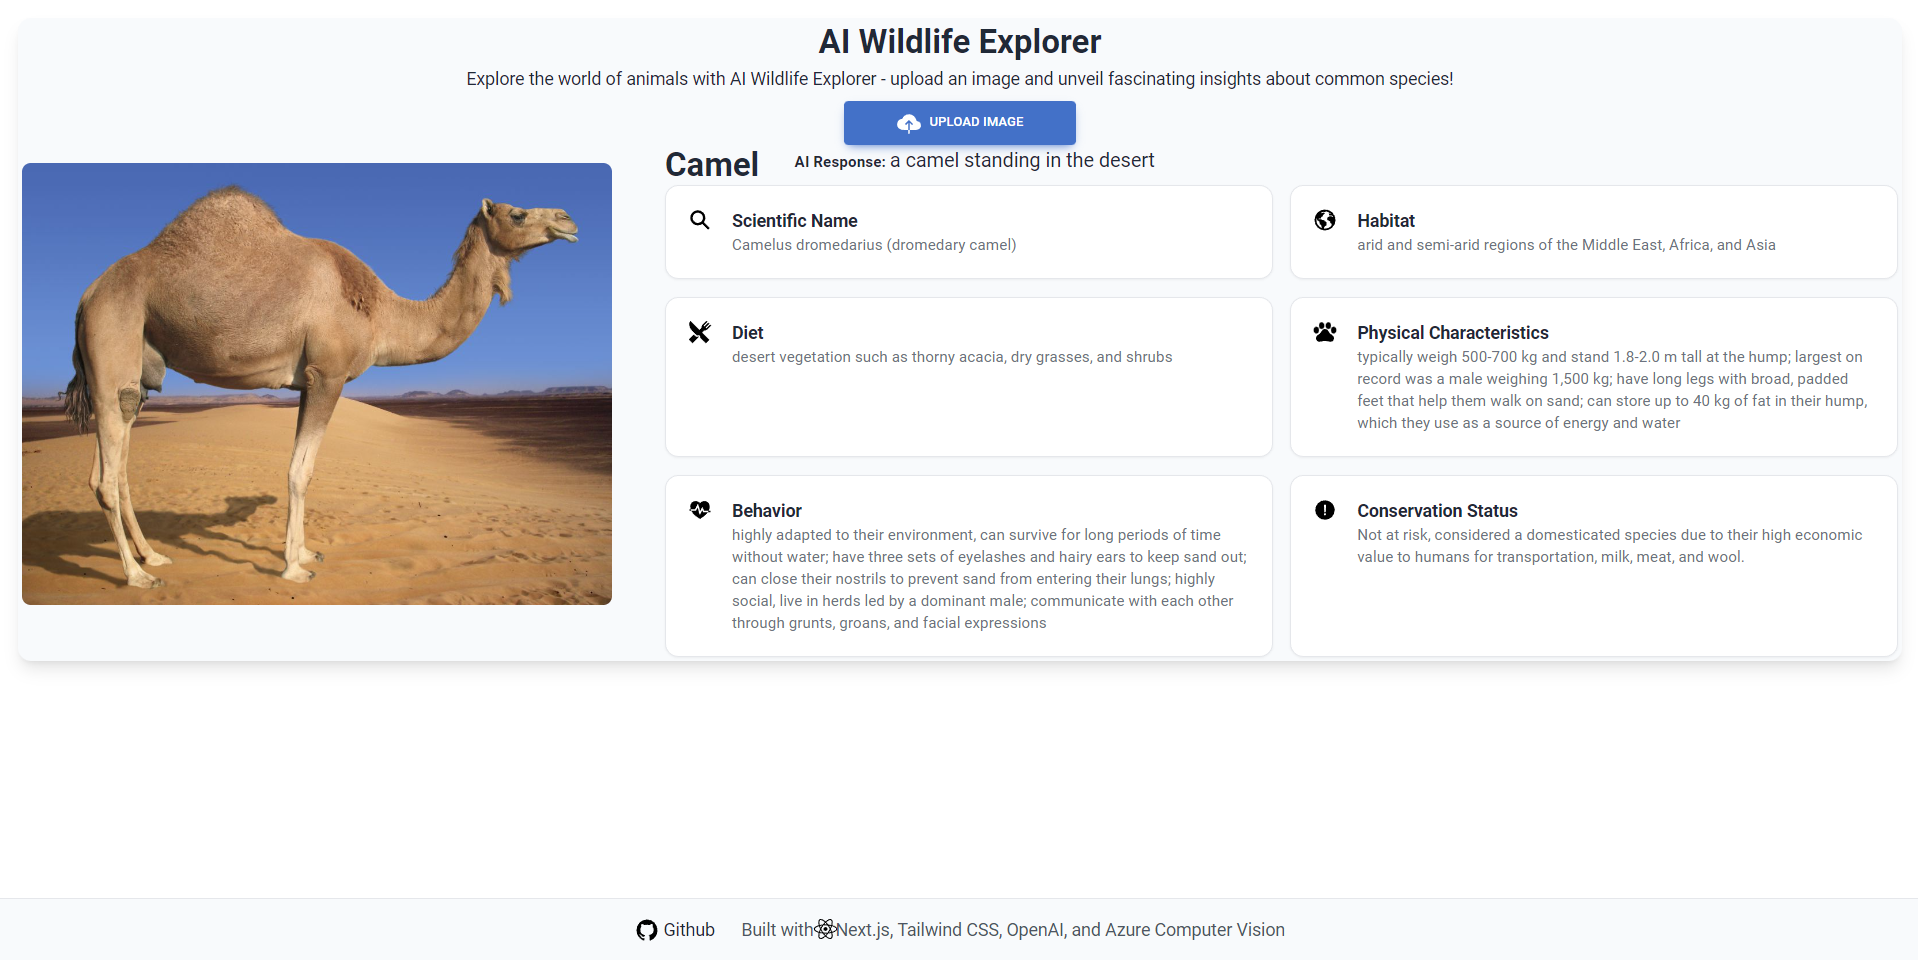 AI Wildlife Explorer
Explore the world of animals with AI Wildlife Explorer - upload an image and unveil fascinating insights about common species!
UPLOAD IMAGE
Camel
AI Response: a camel standing in the desert
Scientific Name
Camelus dromedarius (dromedary camel)
Habitat
arid and semi-arid regions of the Middle East, Africa, and Asia
Diet
desert vegetation such as thorny acacia, dry grasses, and shrubs
Physical Characteristics
typically weigh 500-700 kg and stand 1.8-2.0 m tall at the hump; largest on
record was a male weighing 1,500 kg; have long legs with broad, padded
feet that help them walk on sand; can store up to 40 kg of fat in their hump,
which they use as a source of energy and water
Behavior
highly adapted to their environment, can survive for long periods of time
without water; have three sets of eyelashes and hairy ears to keep sand out;
can close their nostrils to prevent sand from entering their lungs; highly
social, live in herds led by a dominant male; communicate with each other
through grunts, groans, and facial expressions
Conservation Status
Not at risk, considered a domesticated species due to their high economic
value to humans for transportation, milk, meat, and wool.
Github
Built with Next.js, Tailwind CSS, OpenAI, and Azure Computer Vision